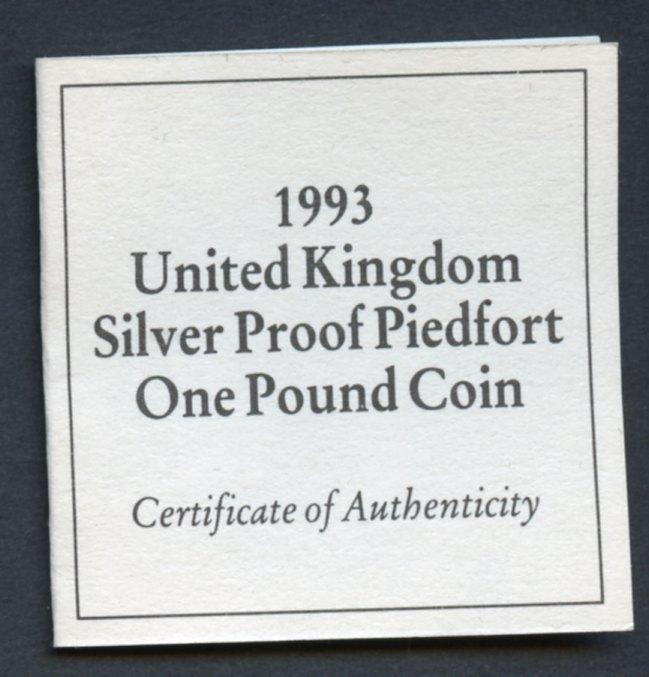 1993
United Kingdom
Silver Proof Piedfort
One Pound Coin
Certificate of Authenticity